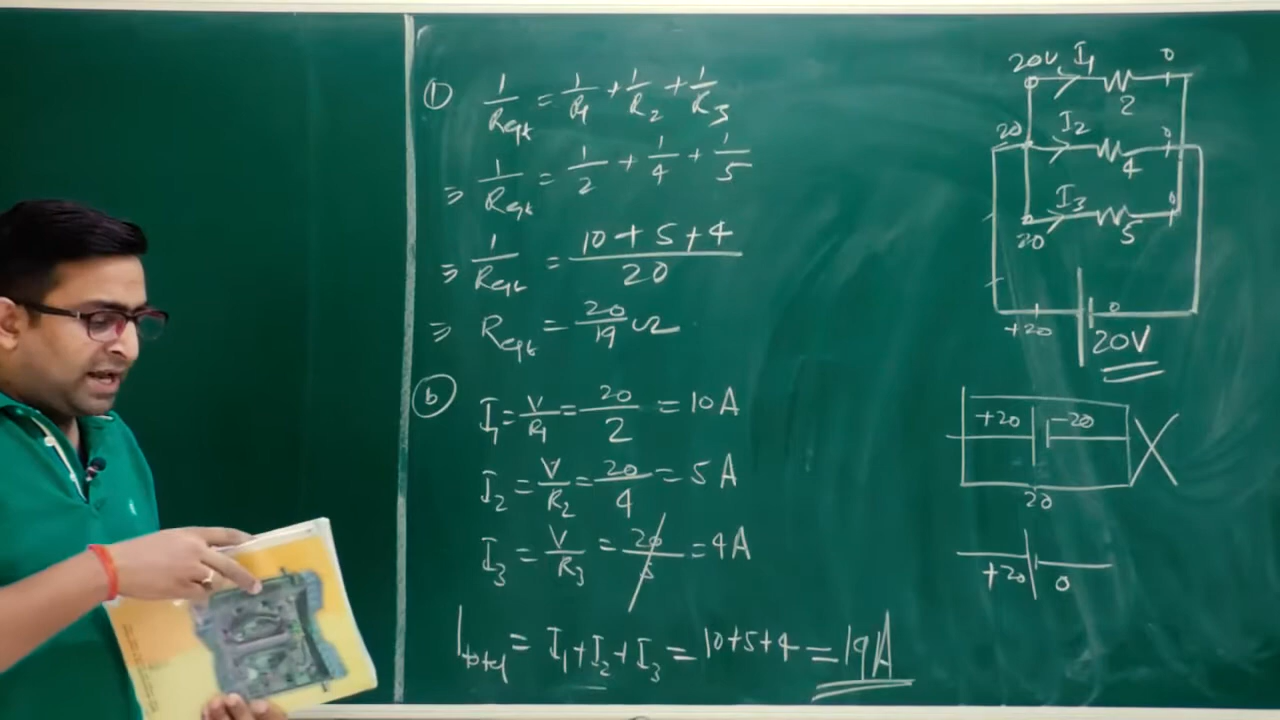 ① 1/Reqt = 1/R1 + 1/R2 + 1/R3
⇒ 1/Reqt = 1/2 + 1/4 + 1/5
⇒ 1/Reqt = 10+5+4/20
⇒ Reqt = 20/19 Ω
ⓑ I1 = V/R1 = 20/2 = 10A
I2 = V/R2 = 20/4 = 5A
I3 = V/R3 = 20/5 = 4A
Itotal = I1+I2+I3 = 10+5+4 = 19A
20V I1 0
2
20 I2 0
4
I3 0
20 5
+20 0
20V
+20 -20 X
20
+20 0